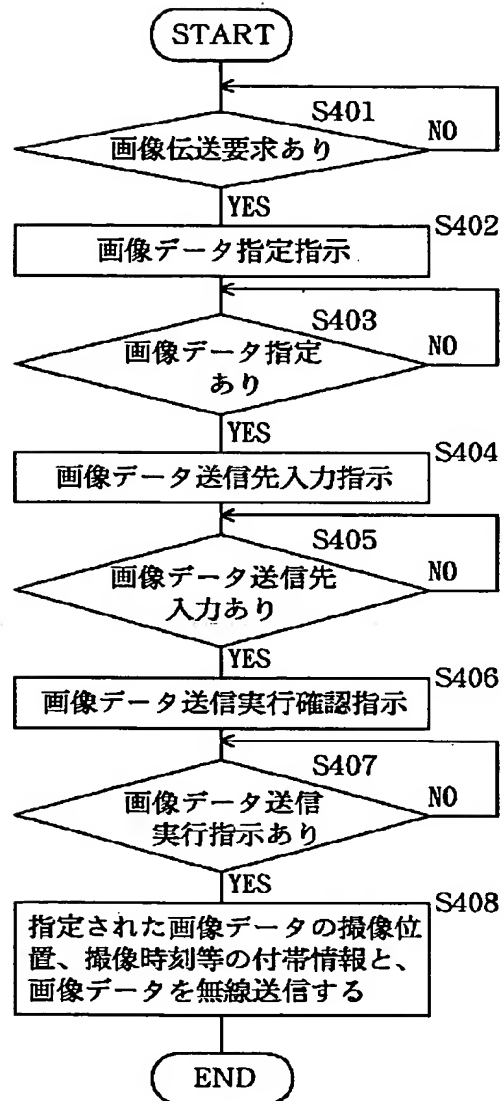 START
S401
画像伝送要求あり
NO
YES
S402
画像データ指定指示
S403
画像データ指定
あり
NO
YES
S404
画像データ送信先入力指示
S405
画像データ送信先
入力あり
NO
YES
S406
画像データ送信実行確認指示
S407
画像データ送信
実行指示あり
NO
YES
S408
指定された画像データの撮像位
置、撮像時刻等の付帯情報と、
画像データを無線送信する
END